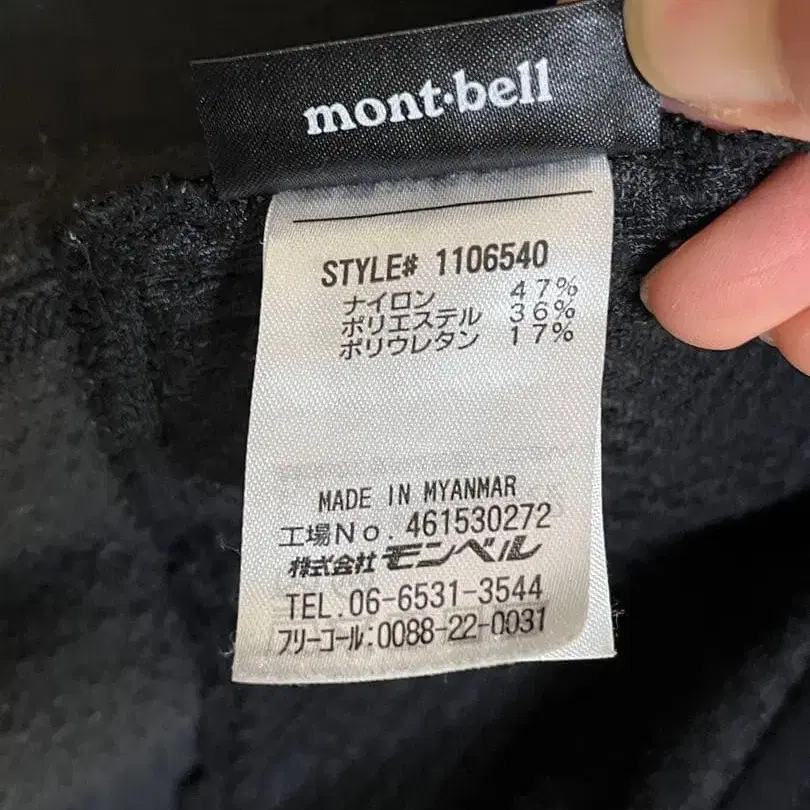 mont·bell
STYLE# 1106540
ナイロン 47%
ポリエステル 36%
ポリウレタン 17%
MADE IN MYANMAR
工場No. 461530272
株式会社 モンベル
TEL.06-6531-3544
フリーコール:0088-22-0031